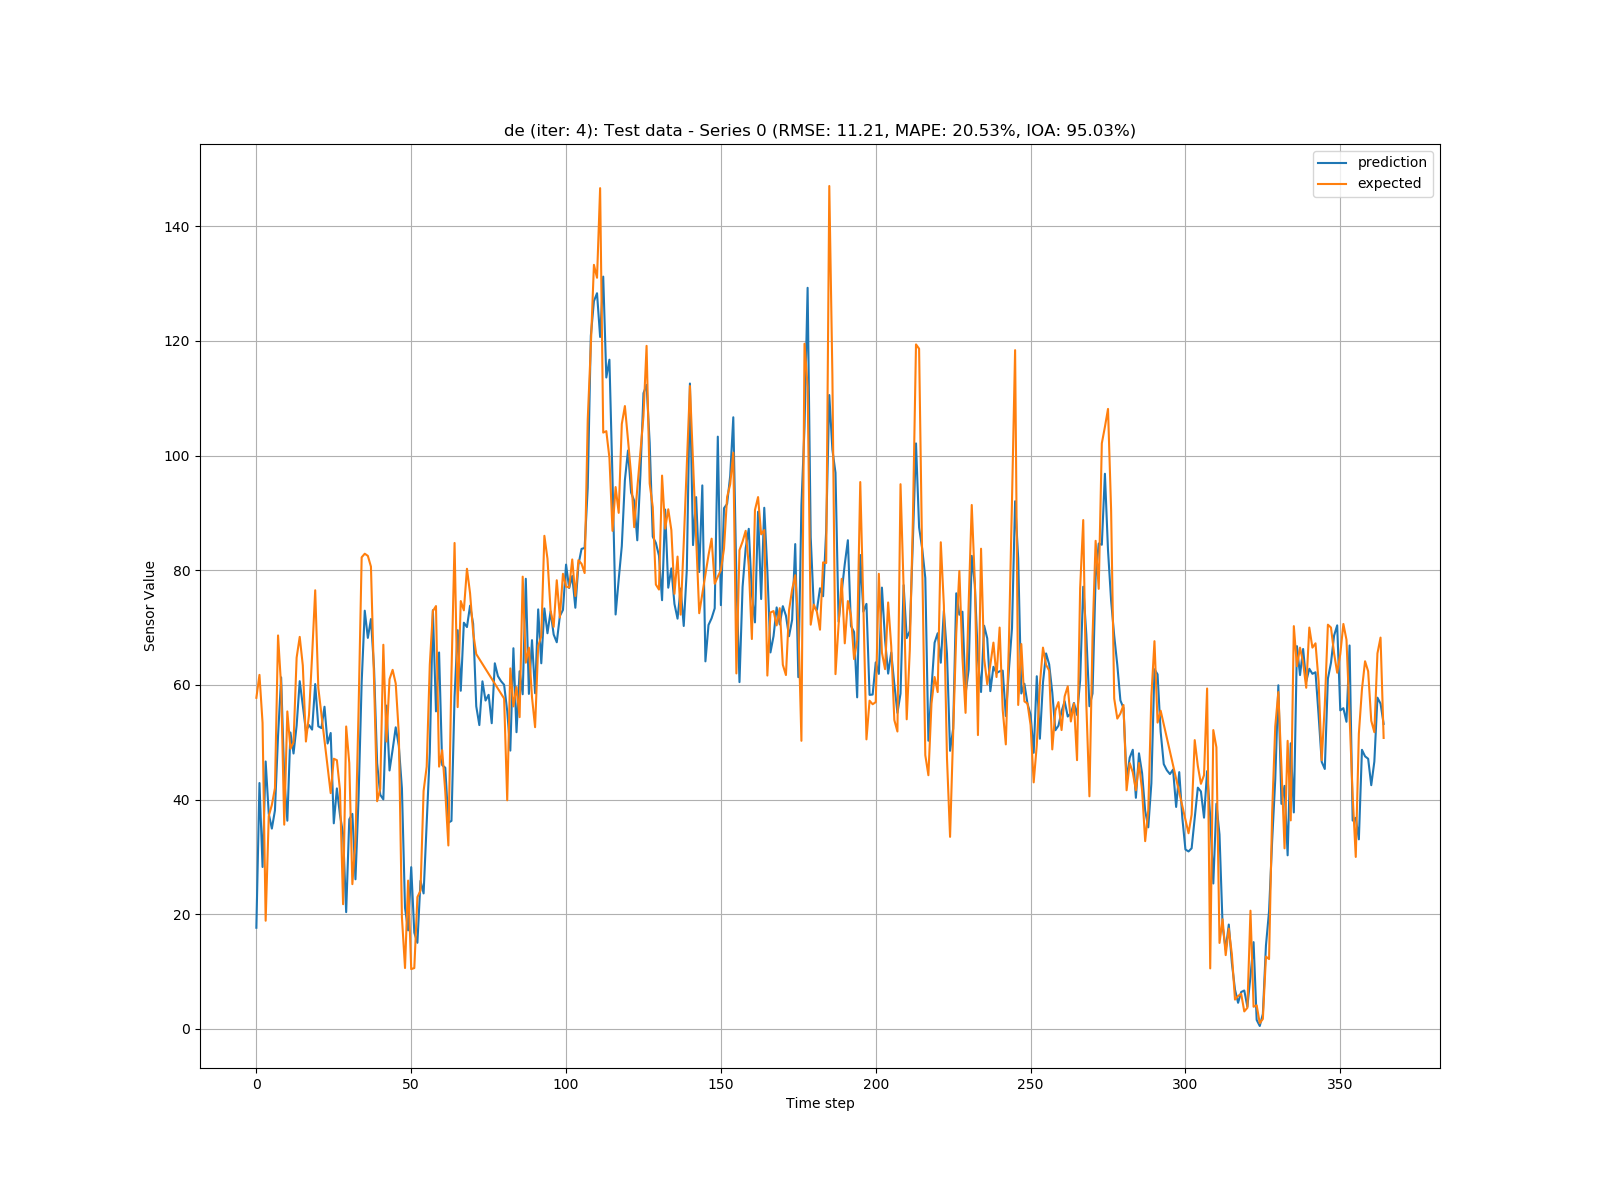 de (iter: 4): Test data - Series 0 (RMSE: 11.21, MAPE: 20.53%, IOA: 95.03%)
prediction
expected
140
120
100
80
60
40
20
0
Sensor Value
0 50 100 150 200 250 300 350
Time step